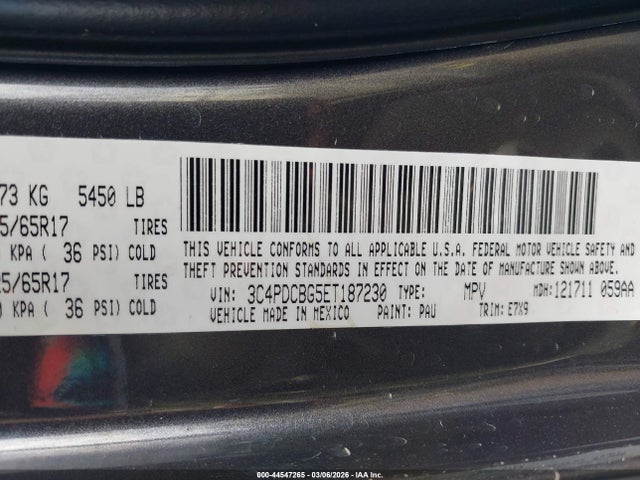 73 KG 5450 LB
5/65R17 TIRES
KPA ( 36 PSI) COLD
25/65R17 TIRES
0 KPA ( 36 PSI) COLD
THIS VEHICLE CONFORMS TO ALL APPLICABLE U.S.A. FEDERAL MOTOR VEHICLE SAFETY AND
THEFT PREVENTION STANDARDS IN EFFECT ON THE DATE OF MANUFACTURE SHOWN ABOVE.
VIN: 3C4PDCBG5ET187230 TYPE: MPV MDH: 121711 059AA
VEHICLE MADE IN MEXICO PAINT: PAU TRIM: E7X9
000-44547265 - 03/06/2026 - IAA Inc.